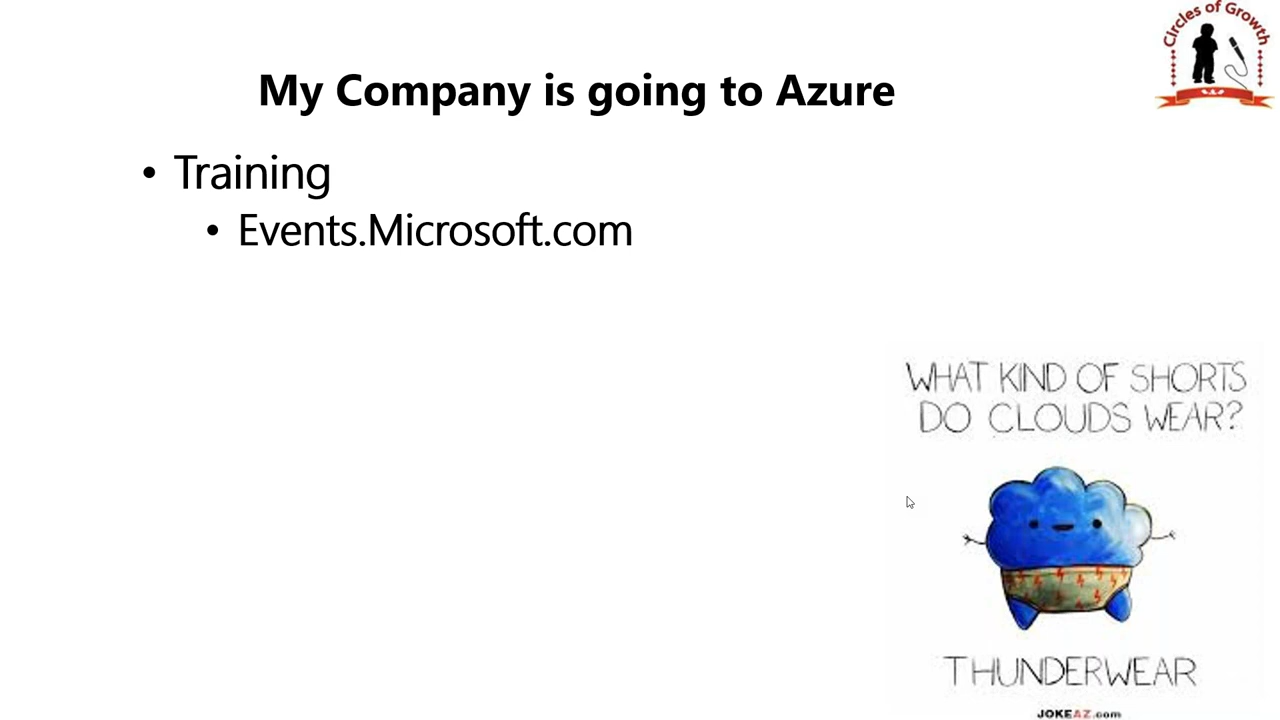 Circles of Growth
My Company is going to Azure
• Training
• Events.Microsoft.com
WHAT KIND OF SHORTS
DO CLOUDS WEAR?
THUNDERWEAR
JOKEAZ.com